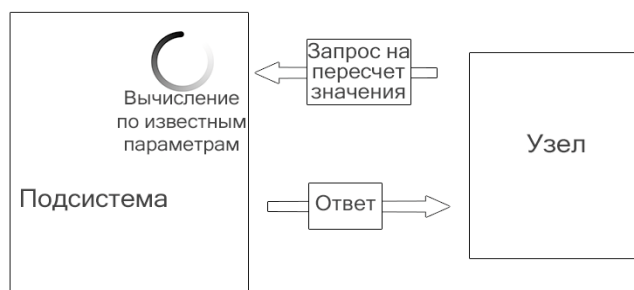 Запрос на
пересчет
значения
Вычисление
по известным
параметрам
Узел
Подсистема
Ответ